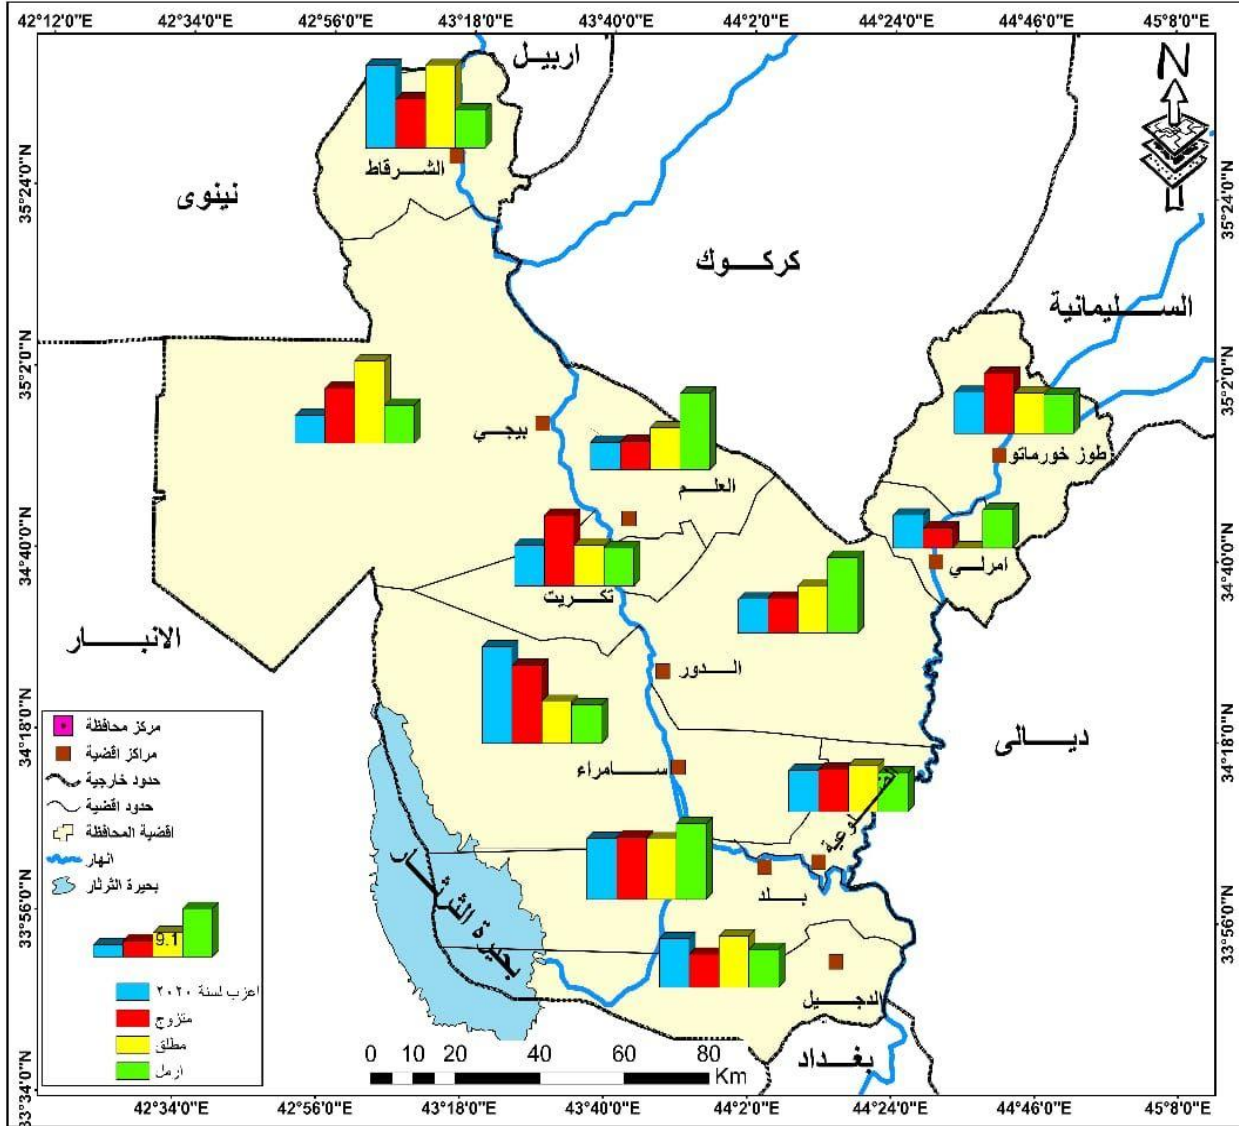 42°12'0"E 42°34'0"E 42°56'0"E 43°18'0"E 43°40'0"E 44°2'0"E 44°24'0"E 44°46'0"E 45°8'0"E
اربيل
N
الشرقاط
35°24'0"N
35°24'0"N
نينوى
كركوك
السليمانية
35°2'0"N
35°2'0"N
بيجي
طوز خورماتو
العلم
34°40'0"N
34°40'0"N
امرلي
تكريت
الانبار
الدور
34°18'0"N
34°18'0"N
ديالى
سامراء
الضلوعية
بلد
بحيرة الثرثار
33°56'0"N
33°56'0"N
الدجيل
بغداد
مركز محافظة
مراكز اقضية
حدود خارجية
حدود اقضية
اقضية المحافظة
انهار
بحيرة الثرثار
9.1
اعزب لسنة ٢٠٢٠
متزوج
مطلق
ارمل
0 10 20 40 60 80
Km
33°34'0"N
42°34'0"E 42°56'0"E 43°18'0"E 43°40'0"E 44°2'0"E 44°24'0"E 44°46'0"E 45°8'0"E